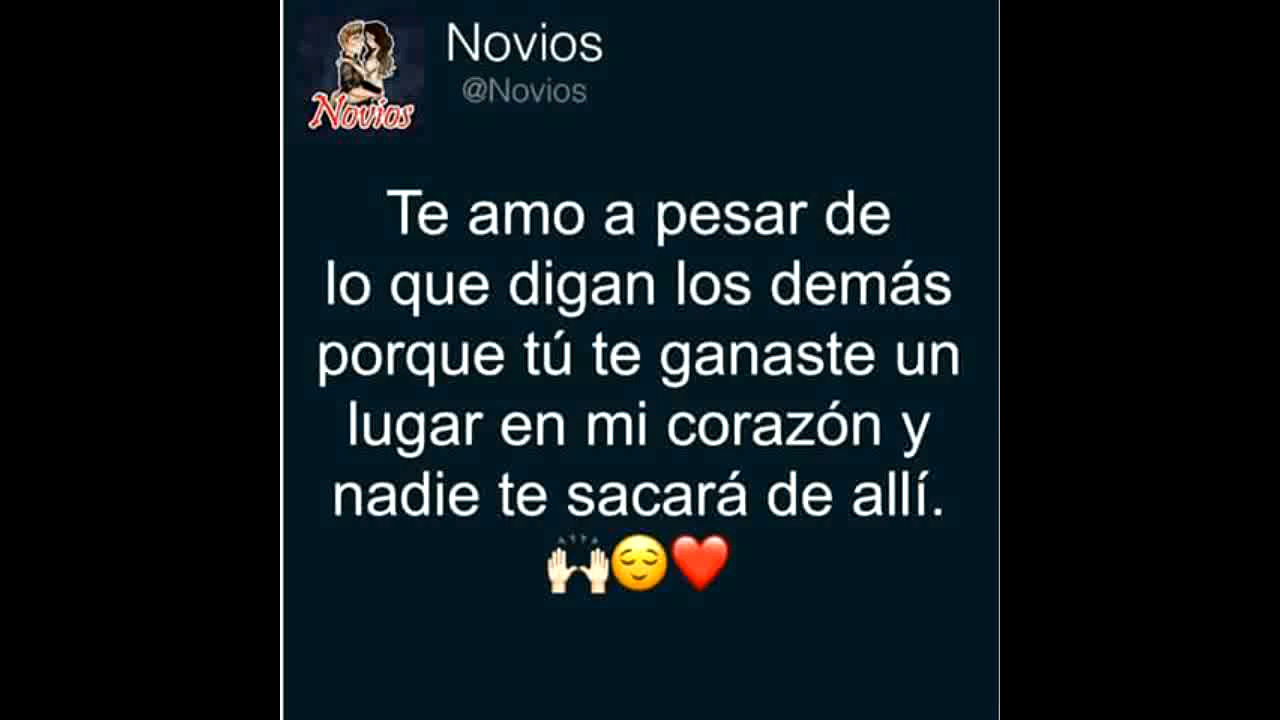 Novios
@Novios
Novios
Te amo a pesar de
lo que digan los demás
porque tú te ganaste un
lugar en mi corazón y
nadie te sacará de allí.
🙌🏻😌❤️